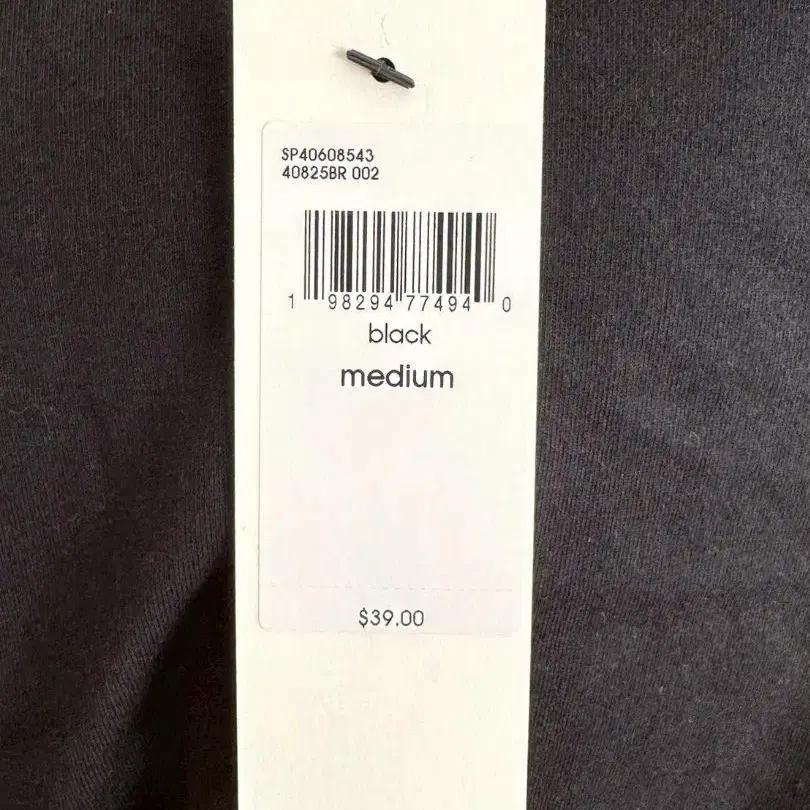 SP40608543
40825BR 002
1 98294 77494 0
black
medium
$39.00